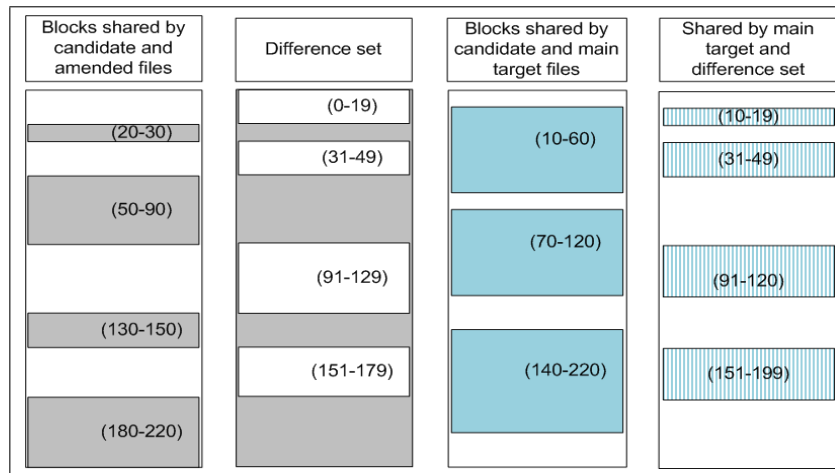 Blocks shared by
candidate and
amended files
Difference set
Blocks shared by
candidate and main
target files
Shared by main
target and
difference set
(20-30)
(50-90)
(130-150)
(180-220)
(0-19)
(31-49)
(91-129)
(151-179)
(10-60)
(70-120)
(140-220)
(10-19)
(31-49)
(91-120)
(151-199)